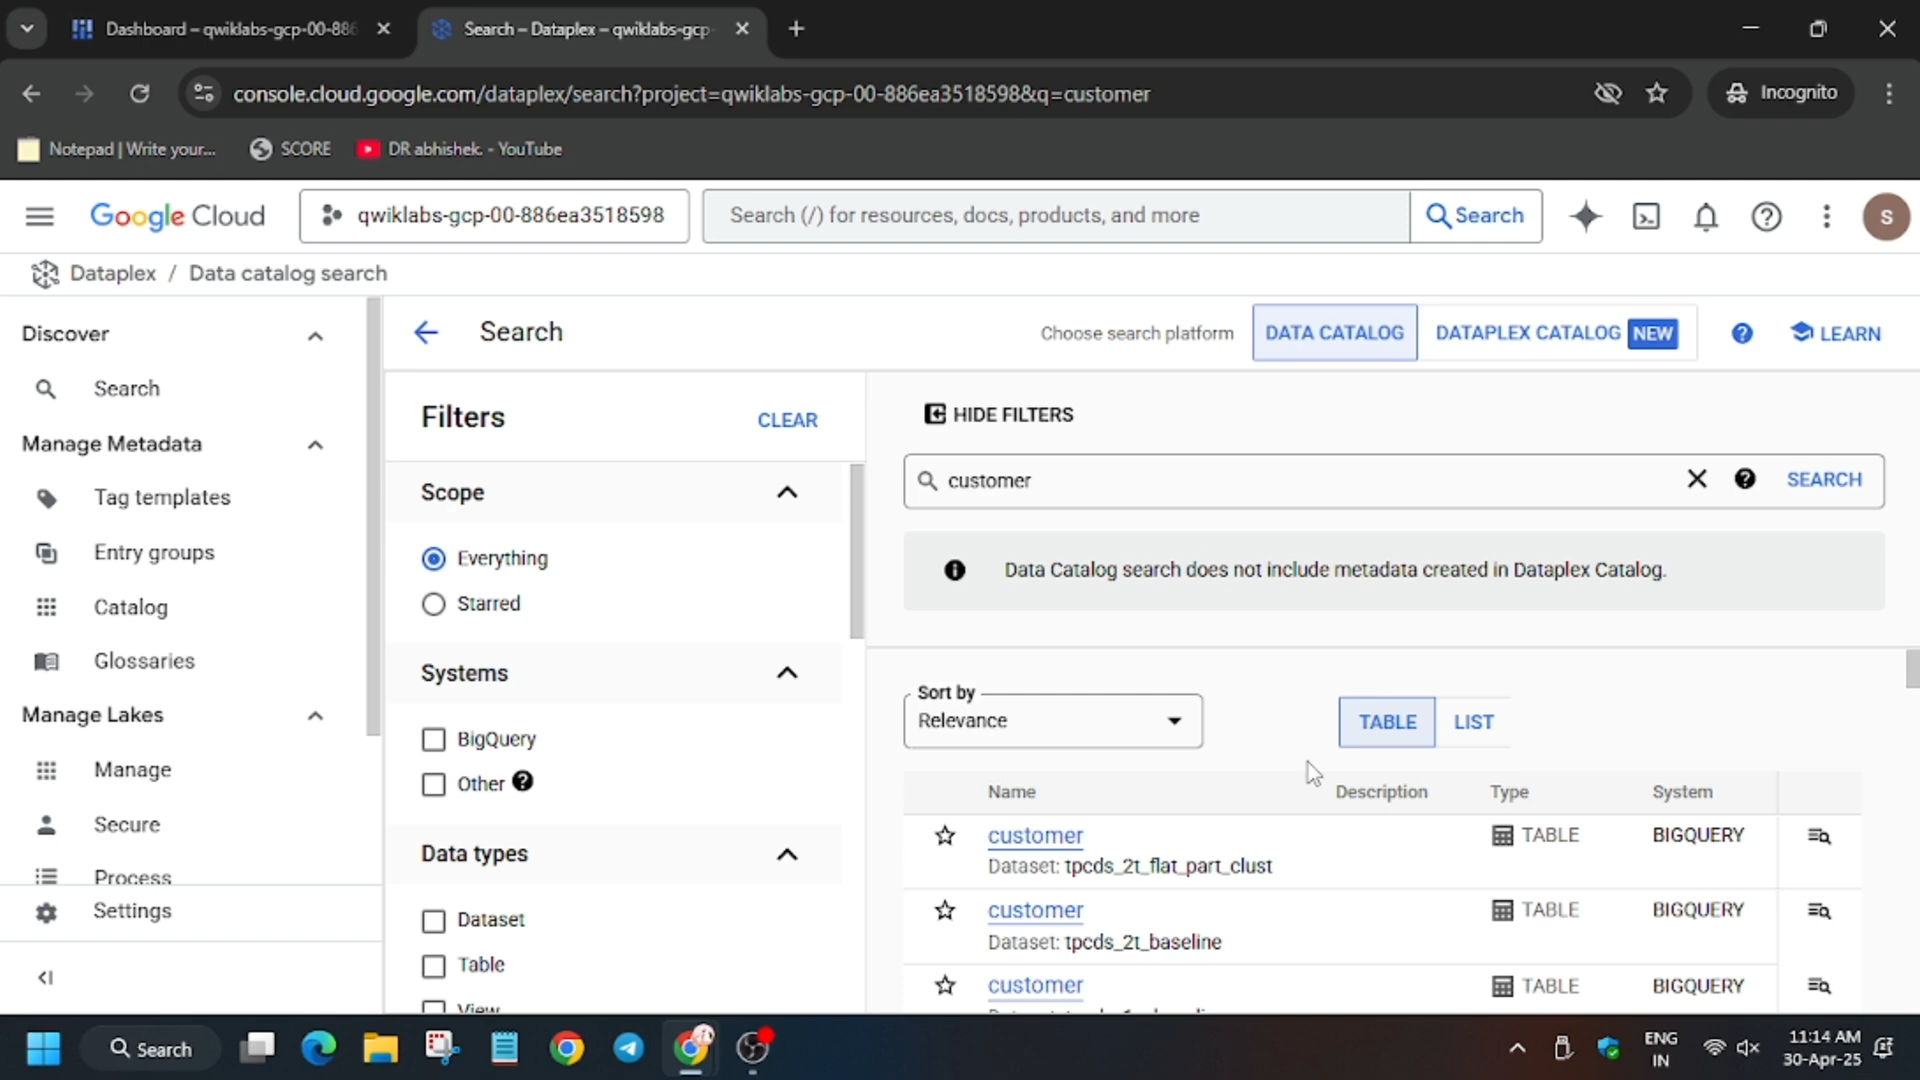 Dashboard – qwiklabs-gcp-00-886
Search – Dataplex – qwiklabs-gcp-
console.cloud.google.com/dataplex/search?project=qwiklabs-gcp-00-886ea3518598&q=customer
Incognito
Notepad | Write your...
SCORE
DR abhishek. - YouTube
Google Cloud
qwiklabs-gcp-00-886ea3518598
Search (/) for resources, docs, products, and more
Search
S
Dataplex / Data catalog search
Discover
Search
Manage Metadata
Tag templates
Entry groups
Catalog
Glossaries
Manage Lakes
Manage
Secure
Process
Settings
Search
Choose search platform
DATA CATALOG
DATAPLEX CATALOG NEW
LEARN
Filters
CLEAR
Scope
Everything
Starred
Systems
BigQuery
Other
Data types
Dataset
Table
View
HIDE FILTERS
customer
SEARCH
Data Catalog search does not include metadata created in Dataplex Catalog.
Sort by
Relevance
TABLE
LIST
Name Description Type System
customer TABLE BIGQUERY
Dataset: tpcds_2t_flat_part_clust
customer TABLE BIGQUERY
Dataset: tpcds_2t_baseline
customer TABLE BIGQUERY
Search
ENG
IN
11:14 AM
30-Apr-25